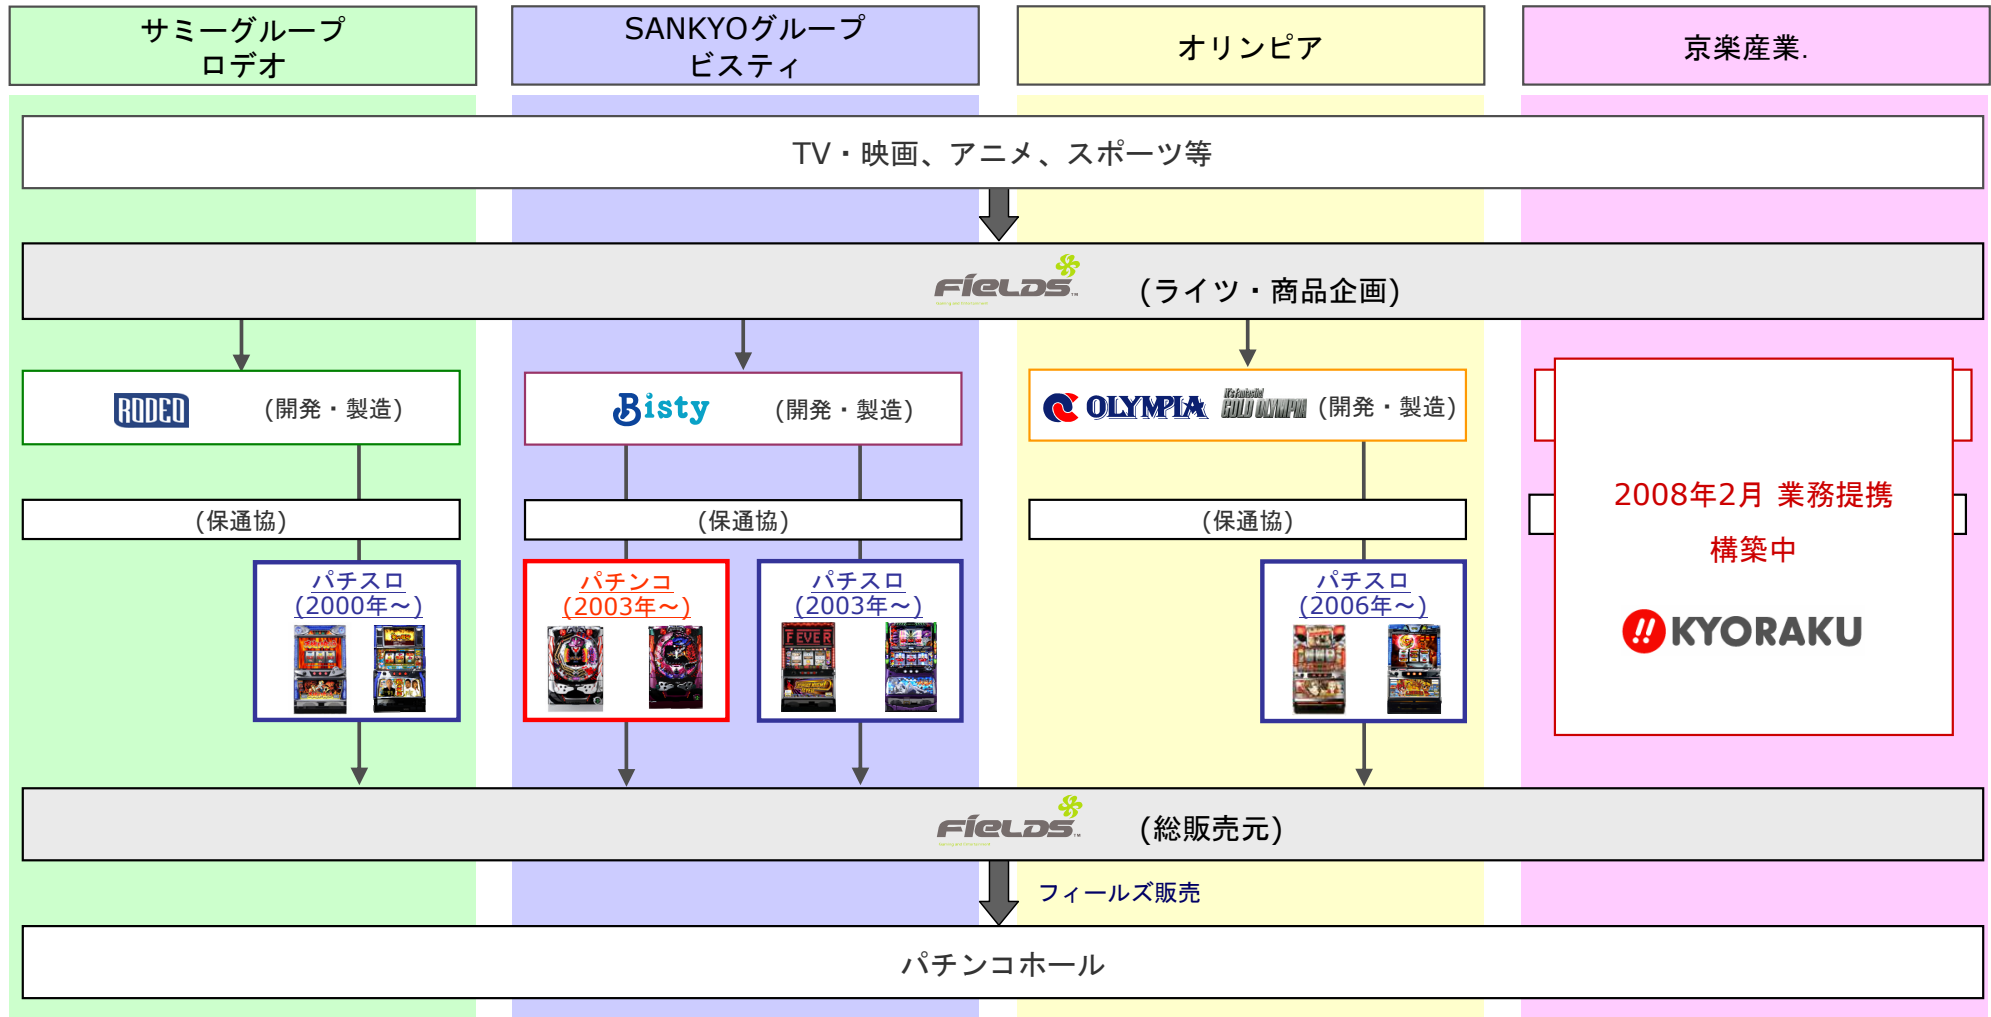 サミーグループ
ロデオ
SANKYOグループ
ビスティ
オリンピア
京楽産業.
TV・映画、アニメ、スポーツ等
FIELDS™ (ライツ・商品企画)
RODEO (開発・製造)
Bisty (開発・製造)
OLYMPIA It's Fantastic! GOLD OLYMPIA (開発・製造)
(保通協)
(保通協)
(保通協)
パチスロ
(2000年～)
パチンコ
(2003年～)
パチスロ
(2003年～)
FEVER
パチスロ
(2006年～)
2008年2月 業務提携
構築中
!! KYORAKU
FIELDS™ (総販売元)
フィールズ販売
パチンコホール